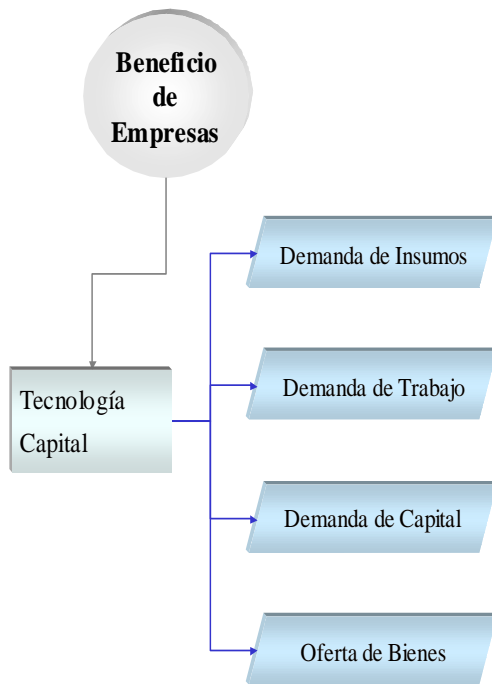 Beneficio
de
Empresas
Demanda de Insumos
Tecnología
Capital
Demanda de Trabajo
Demanda de Capital
Oferta de Bienes